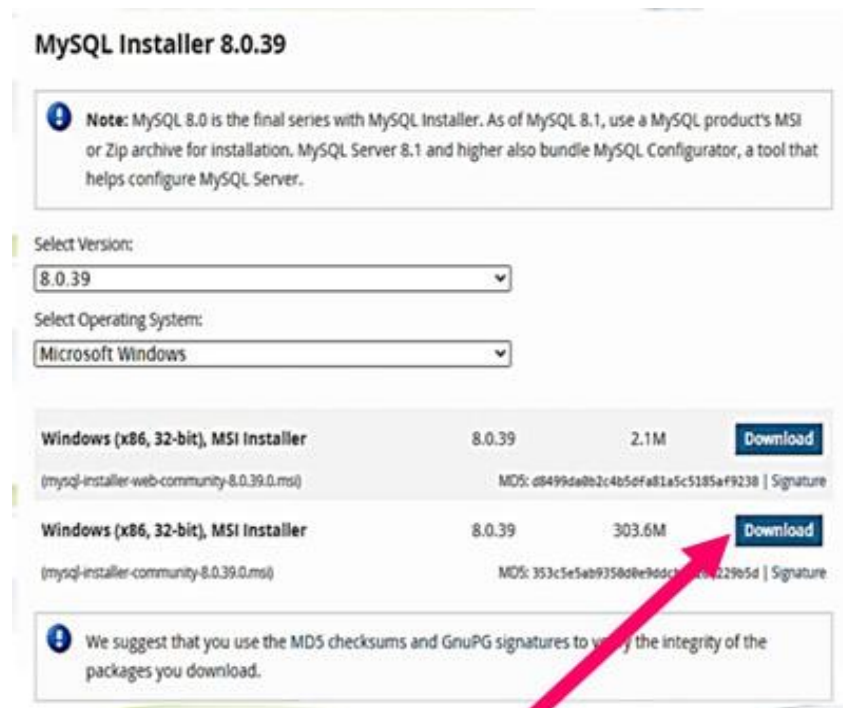 MySQL Installer 8.0.39
Note: MySQL 8.0 is the final series with MySQL Installer. As of MySQL 8.1, use a MySQL product's MSI
or Zip archive for installation. MySQL Server 8.1 and higher also bundle MySQL Configurator, a tool that
helps configure MySQL Server.
Select Version:
8.0.39
Select Operating System:
Microsoft Windows
Windows (x86, 32-bit), MSI Installer 8.0.39 2.1M Download
(mysql-installer-web-community-8.0.39.0.msi) MD5: | Signature
Windows (x86, 32-bit), MSI Installer 8.0.39 303.6M Download
(mysql-installer-community-8.0.39.0.msi) MD5: | Signature
We suggest that you use the MD5 checksums and GnuPG signatures to the integrity of the
packages you download.